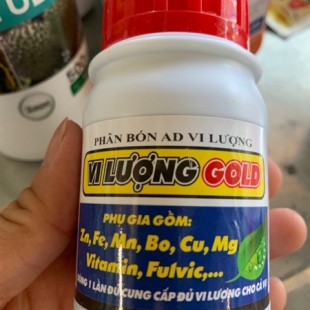 PHÂN BÓN AD VI LƯỢNG
VI LƯỢNG GOLD
PHỤ GIA GỒM:
Zn, Fe, Mn, Bo, Cu, Mg
Vitamin, Fulvic,...
1 LẦN ĐỦ CUNG CẤP ĐỦ VI LƯỢNG CHO CẢ